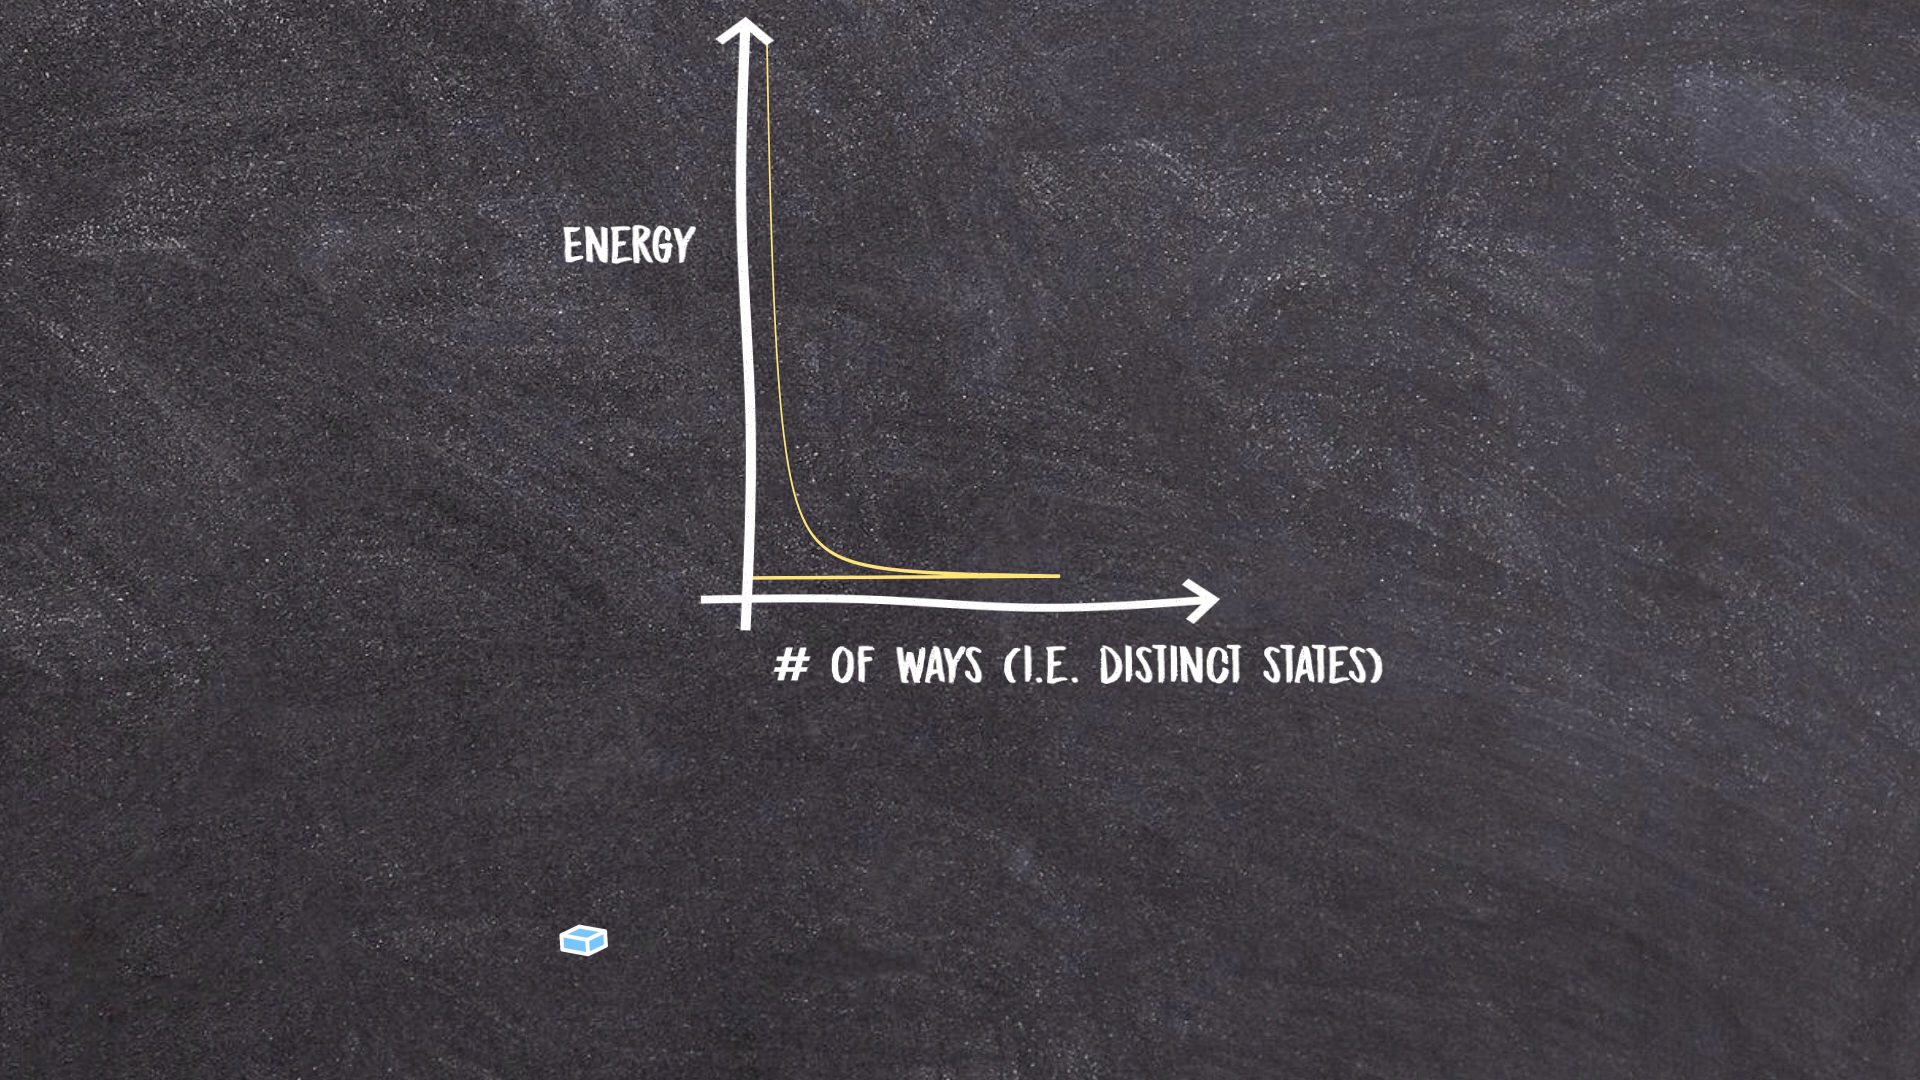 ENERGY
# OF WAYS (I.E. DISTINCT STATES)